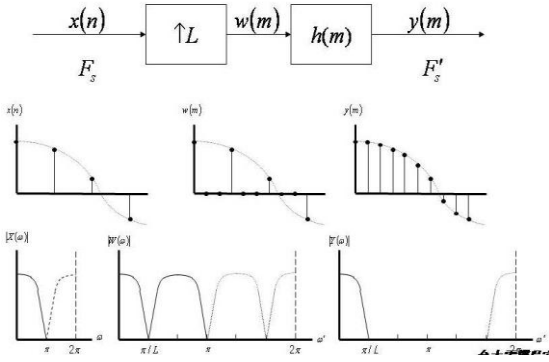 x(n) ↑L w(m) h(m) y(m)
F_s F_s'
x(n) w(m) y(m)
|X(ω)| |W(ω)| |Y(ω)|
π 2π ω π/L π 2π ω' π/L π 2π